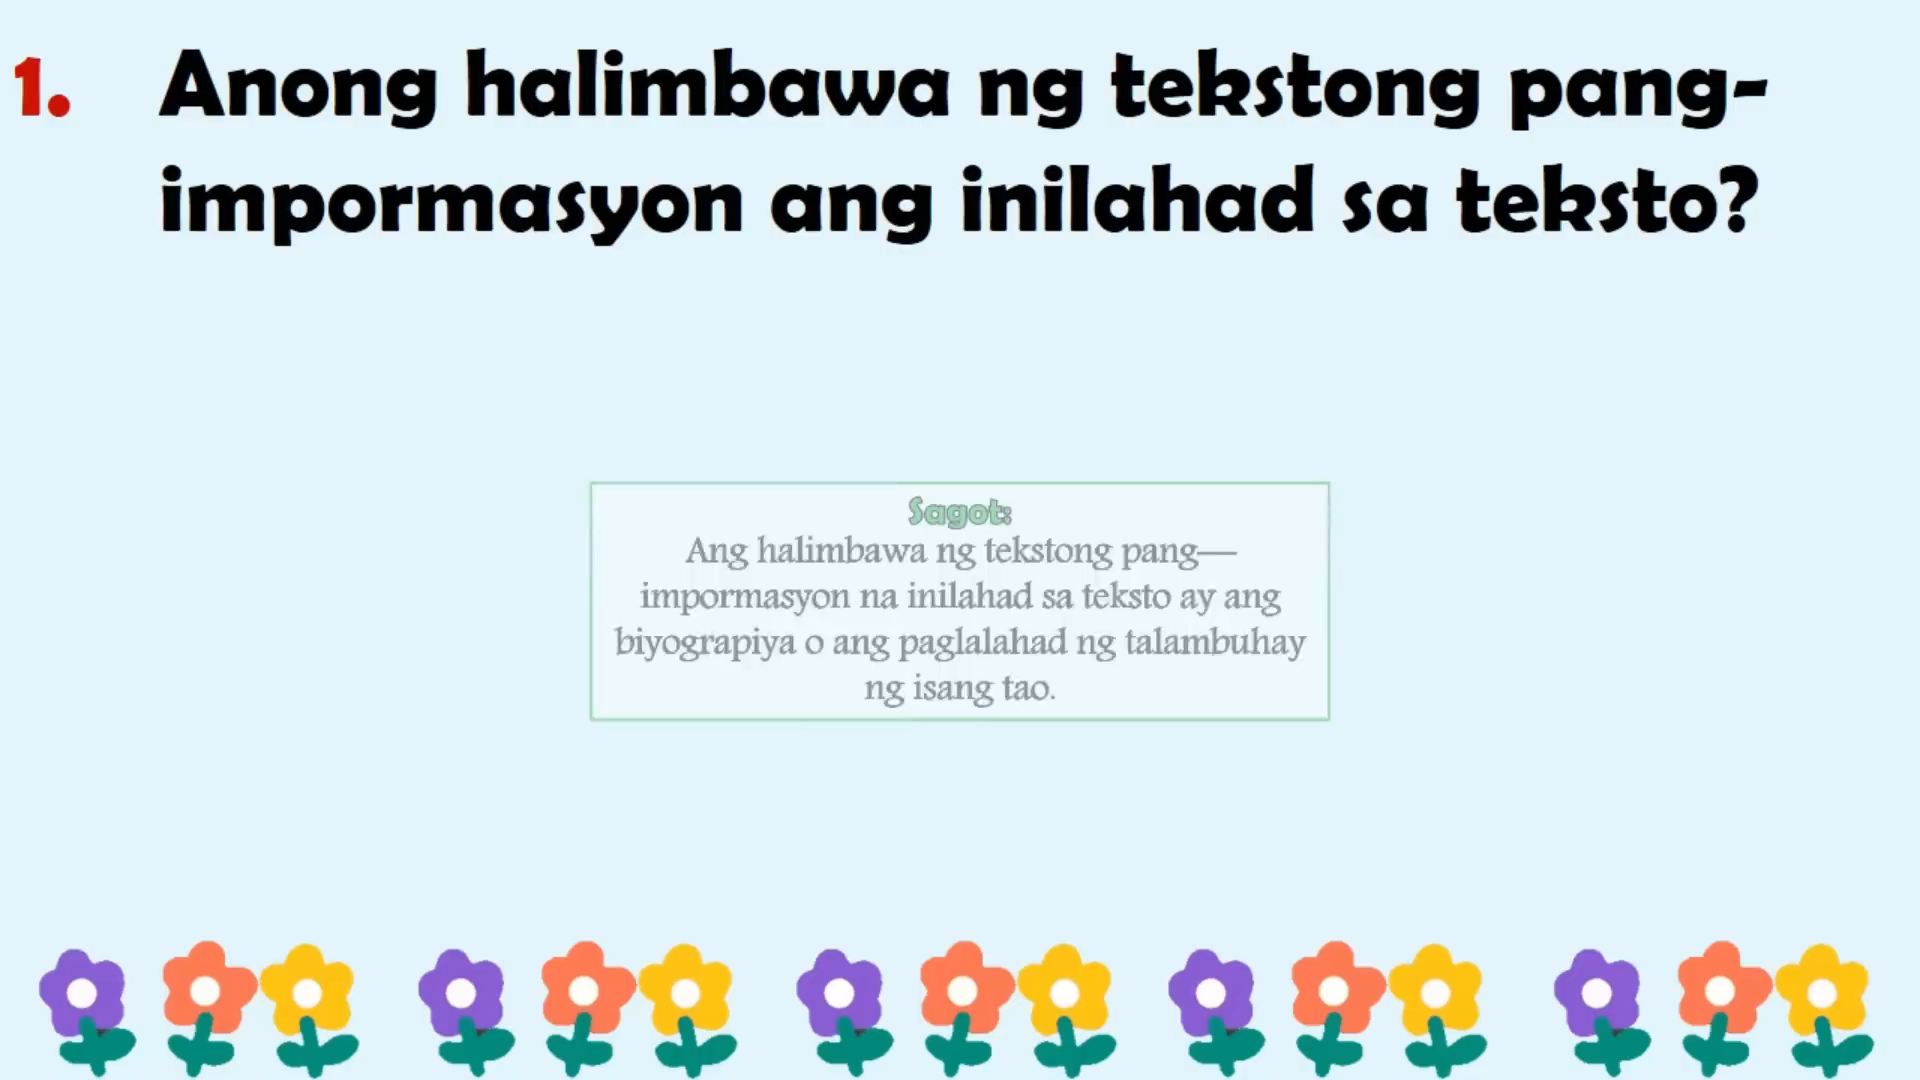 1. Anong halimbawa ng tekstong pang-
impormasyon ang inilahad sa teksto?
Sagot:
Ang halimbawa ng tekstong pang—
impormasyon na inilahad sa teksto ay ang
biyograpiya o ang paglalahad ng talambuhay
ng isang tao.